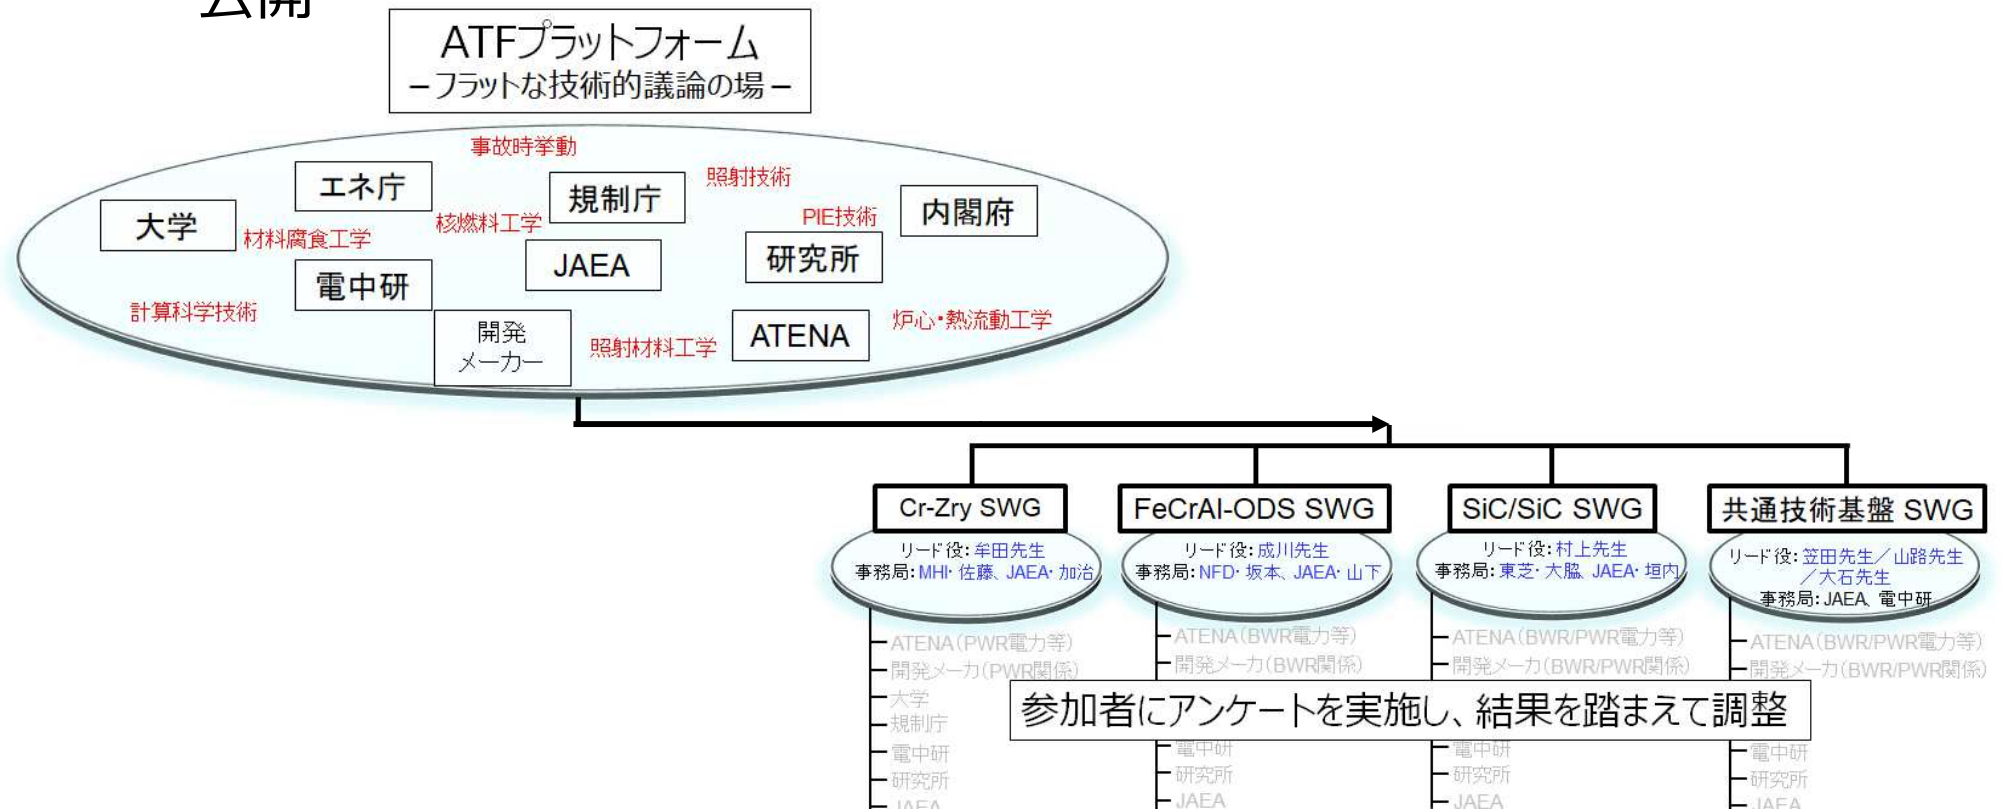 公開
ATFプラットフォーム
－フラットな技術的議論の場－
事故時挙動
エネ庁
規制庁
照射技術
内閣府
大学
材料腐食工学
核燃料工学
PIE技術
JAEA
研究所
電中研
計算科学技術
開発
メーカー
照射材料工学
ATENA
炉心・熱流動工学
Cr-Zry SWG
リード役：牟田先生
事務局：MHI・佐藤、JAEA・加治
ATENA（PWR電力等）
開発メーカ（PWR関係）
大学
規制庁
電中研
研究所
JAEA
FeCrAl-ODS SWG
リード役：成川先生
事務局：NFD・坂本、JAEA・山下
ATENA（BWR電力等）
開発メーカ（BWR関係）
電中研
研究所
JAEA
SiC/SiC SWG
リード役：村上先生
事務局：東芝・大脇、JAEA・垣内
ATENA（BWR/PWR電力等）
開発メーカ（BWR/PWR関係）
電中研
研究所
JAEA
共通技術基盤 SWG
リード役：笠田先生／山路先生
／大石先生
事務局：JAEA、電中研
ATENA（BWR/PWR電力等）
開発メーカ（BWR/PWR関係）
電中研
研究所
JAEA
参加者にアンケートを実施し、結果を踏まえて調整